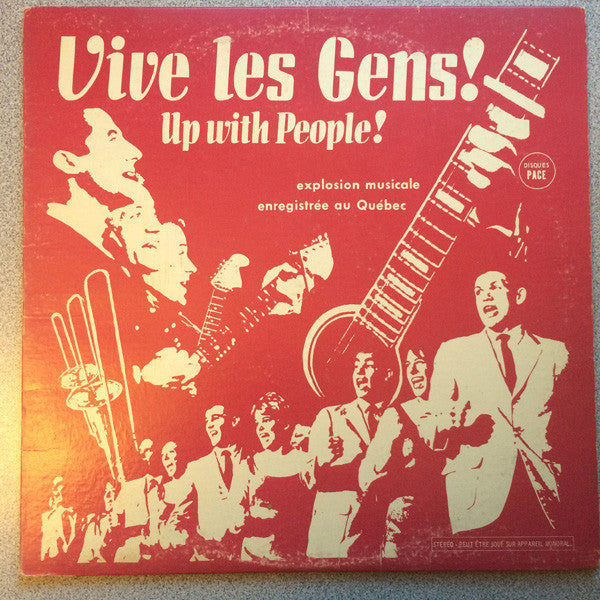 Vive les Gens!
Up with People!
explosion musicale
enregistrée au Québec
DISQUES
PACE
STEREO - PEUT ÊTRE JOUÉ SUR APPAREIL MONORAL.